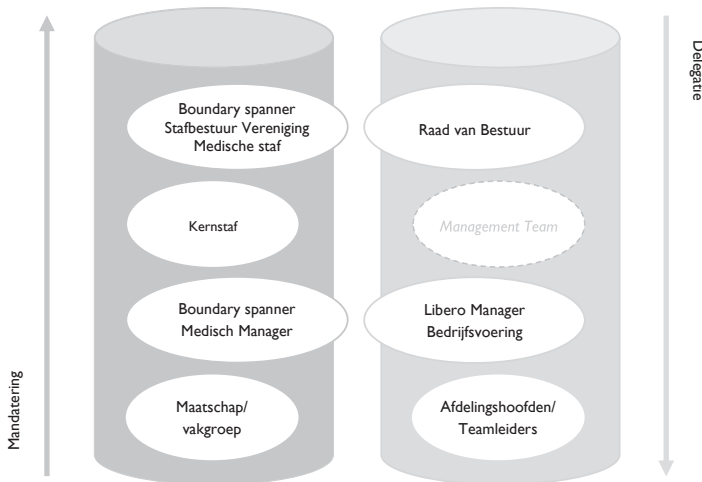 Delegatie
Boundary spanner
Stafbestuur Vereniging
Medische staf
Raad van Bestuur
Kernstaf
Management Team
Boundary spanner
Medisch Manager
Libero Manager
Bedrijfsvoering
Mandatering
Maatschap/
vakgroep
Afdelingshoofden/
Teamleiders